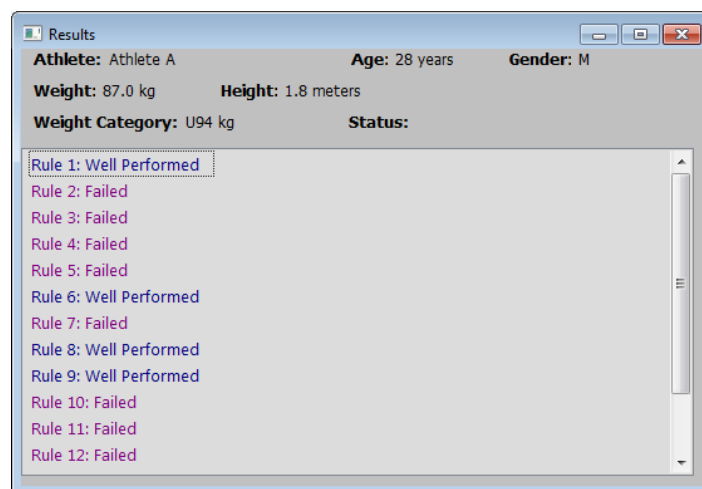 Results
Athlete: Athlete A Age: 28 years Gender: M
Weight: 87.0 kg Height: 1.8 meters
Weight Category: U94 kg Status:
Rule 1: Well Performed
Rule 2: Failed
Rule 3: Failed
Rule 4: Failed
Rule 5: Failed
Rule 6: Well Performed
Rule 7: Failed
Rule 8: Well Performed
Rule 9: Well Performed
Rule 10: Failed
Rule 11: Failed
Rule 12: Failed